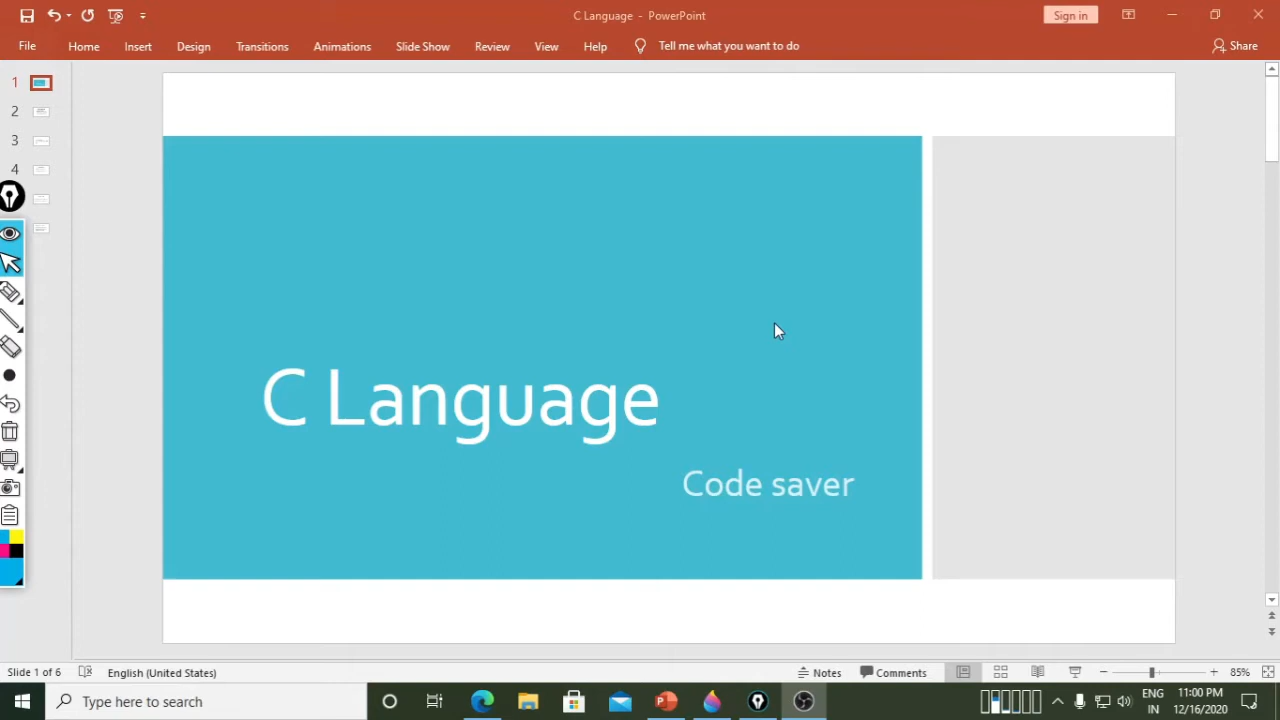 C Language - PowerPoint
Sign in
File Home Insert Design Transitions Animations Slide Show Review View Help Tell me what you want to do Share
1
2
3
4
C Language
Code saver
Slide 1 of 6 English (United States) Notes Comments 85%
Type here to search
ENG 11:00 PM
IN 12/16/2020